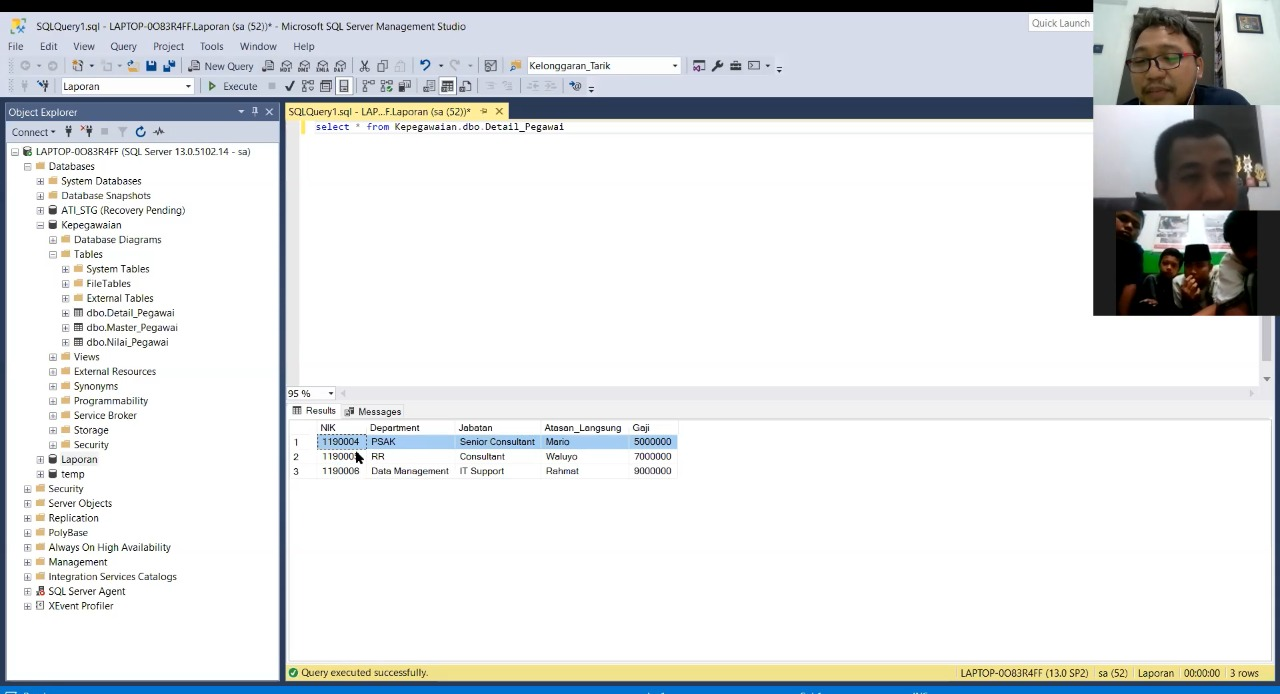 SQLQuery1.sql - LAPTOP-0O83R4FF.Laporan (sa (52))* - Microsoft SQL Server Management Studio
Quick Launch
File Edit View Query Project Tools Window Help
New Query
Kelonggaran_Tarik
Laporan
Execute
Object Explorer
SQLQuery1.sql - LAP...F.Laporan (sa (52))*
Connect
select * from Kepegawaian.dbo.Detail_Pegawai
LAPTOP-0O83R4FF (SQL Server 13.0.5102.14 - sa)
Databases
System Databases
Database Snapshots
ATI_STG (Recovery Pending)
Kepegawaian
Database Diagrams
Tables
System Tables
FileTables
External Tables
dbo.Detail_Pegawai
dbo.Master_Pegawai
dbo.Nilai_Pegawai
Views
External Resources
Synonyms
Programmability
Service Broker
Storage
Security
Laporan
temp
Security
Server Objects
Replication
PolyBase
Always On High Availability
Management
Integration Services Catalogs
SQL Server Agent
XEvent Profiler
95 %
Results Messages
NIK Department Jabatan Atasan_Langsung Gaji
1 1190004 PSAK Senior Consultant Mario 5000000
2 RR Consultant Waluyo 7000000
3 1190006 Data Management IT Support Rahmat 9000000
Query executed successfully.
LAPTOP-0O83R4FF (13.0 SP2) sa (52) Laporan 00:00:00 3 rows